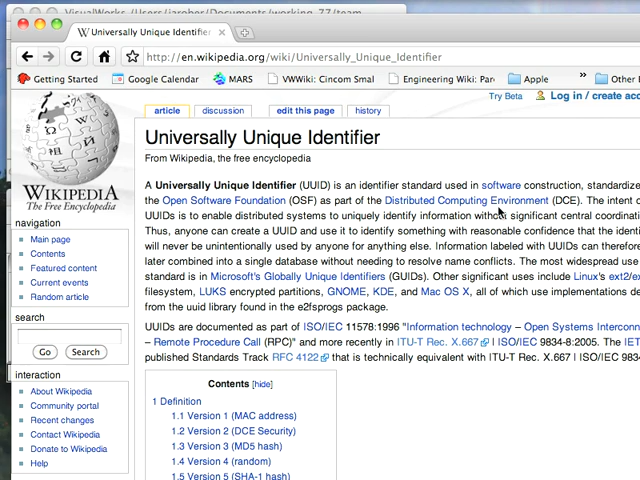 VisualWorks /Users/jarober/Documents/working 77/team
Universally Unique Identifier
http://en.wikipedia.org/wiki/Universally_Unique_Identifier
Getting Started Google Calendar MARS VWWiki: Cincom Smal Engineering Wiki: Par Apple » Other B
Try Beta Log in / create acco
article discussion edit this page history
Universally Unique Identifier
From Wikipedia, the free encyclopedia
A Universally Unique Identifier (UUID) is an identifier standard used in software construction, standardize
the Open Software Foundation (OSF) as part of the Distributed Computing Environment (DCE). The intent o
UUIDs is to enable distributed systems to uniquely identify information without significant central coordinati
Thus, anyone can create a UUID and use it to identify something with reasonable confidence that the identi
will never be unintentionally used by anyone for anything else. Information labeled with UUIDs can therefore
later combined into a single database without needing to resolve name conflicts. The most widespread use
standard is in Microsoft's Globally Unique Identifiers (GUIDs). Other significant uses include Linux's ext2/ex
filesystem, LUKS encrypted partitions, GNOME, KDE, and Mac OS X, all of which use implementations de
from the uuid library found in the e2fsprogs package.
UUIDs are documented as part of ISO/IEC 11578:1996 "Information technology – Open Systems Interconn
– Remote Procedure Call (RPC)" and more recently in ITU-T Rec. X.667 | ISO/IEC 9834-8:2005. The IET
published Standards Track RFC 4122 that is technically equivalent with ITU-T Rec. X.667 | ISO/IEC 9834
Contents [hide]
1 Definition
1.1 Version 1 (MAC address)
1.2 Version 2 (DCE Security)
1.3 Version 3 (MD5 hash)
1.4 Version 4 (random)
1.5 Version 5 (SHA-1 hash)
WIKIPEDIA
The Free Encyclopedia
navigation
Main page
Contents
Featured content
Current events
Random article
search
Go Search
interaction
About Wikipedia
Community portal
Recent changes
Contact Wikipedia
Donate to Wikipedia
Help